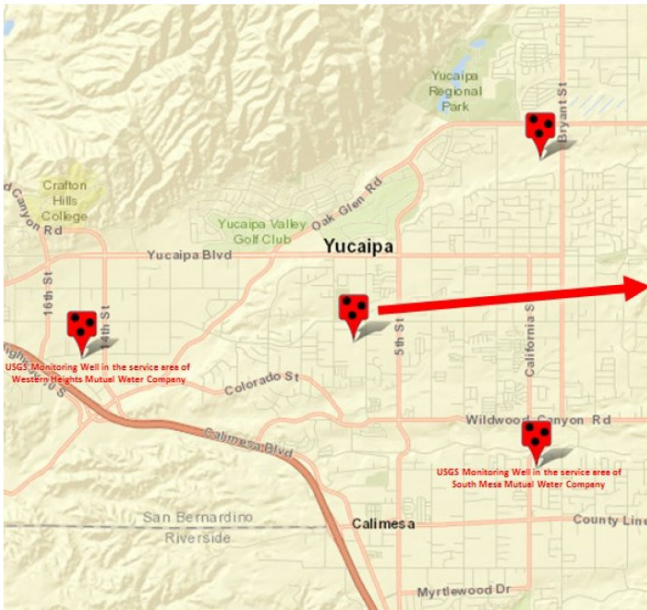 Yucaipa
Regional
Park
Bryant St
Crafton
Hills
College
Canyon Rd
Oak Glen Rd
Yucaipa Valley
Golf Club
Yucaipa
Yucaipa Blvd
16th St
14th St
5th St
California S
USGS Monitoring Well in the service area of
Western Heights Mutual Water Company
Colorado St
Wildwood Canyon Rd
Calimesa Blvd
USGS Monitoring Well in the service area of
South Mesa Mutual Water Company
San Bernardino
Riverside
Calimesa
County Line
Myrtlewood Dr